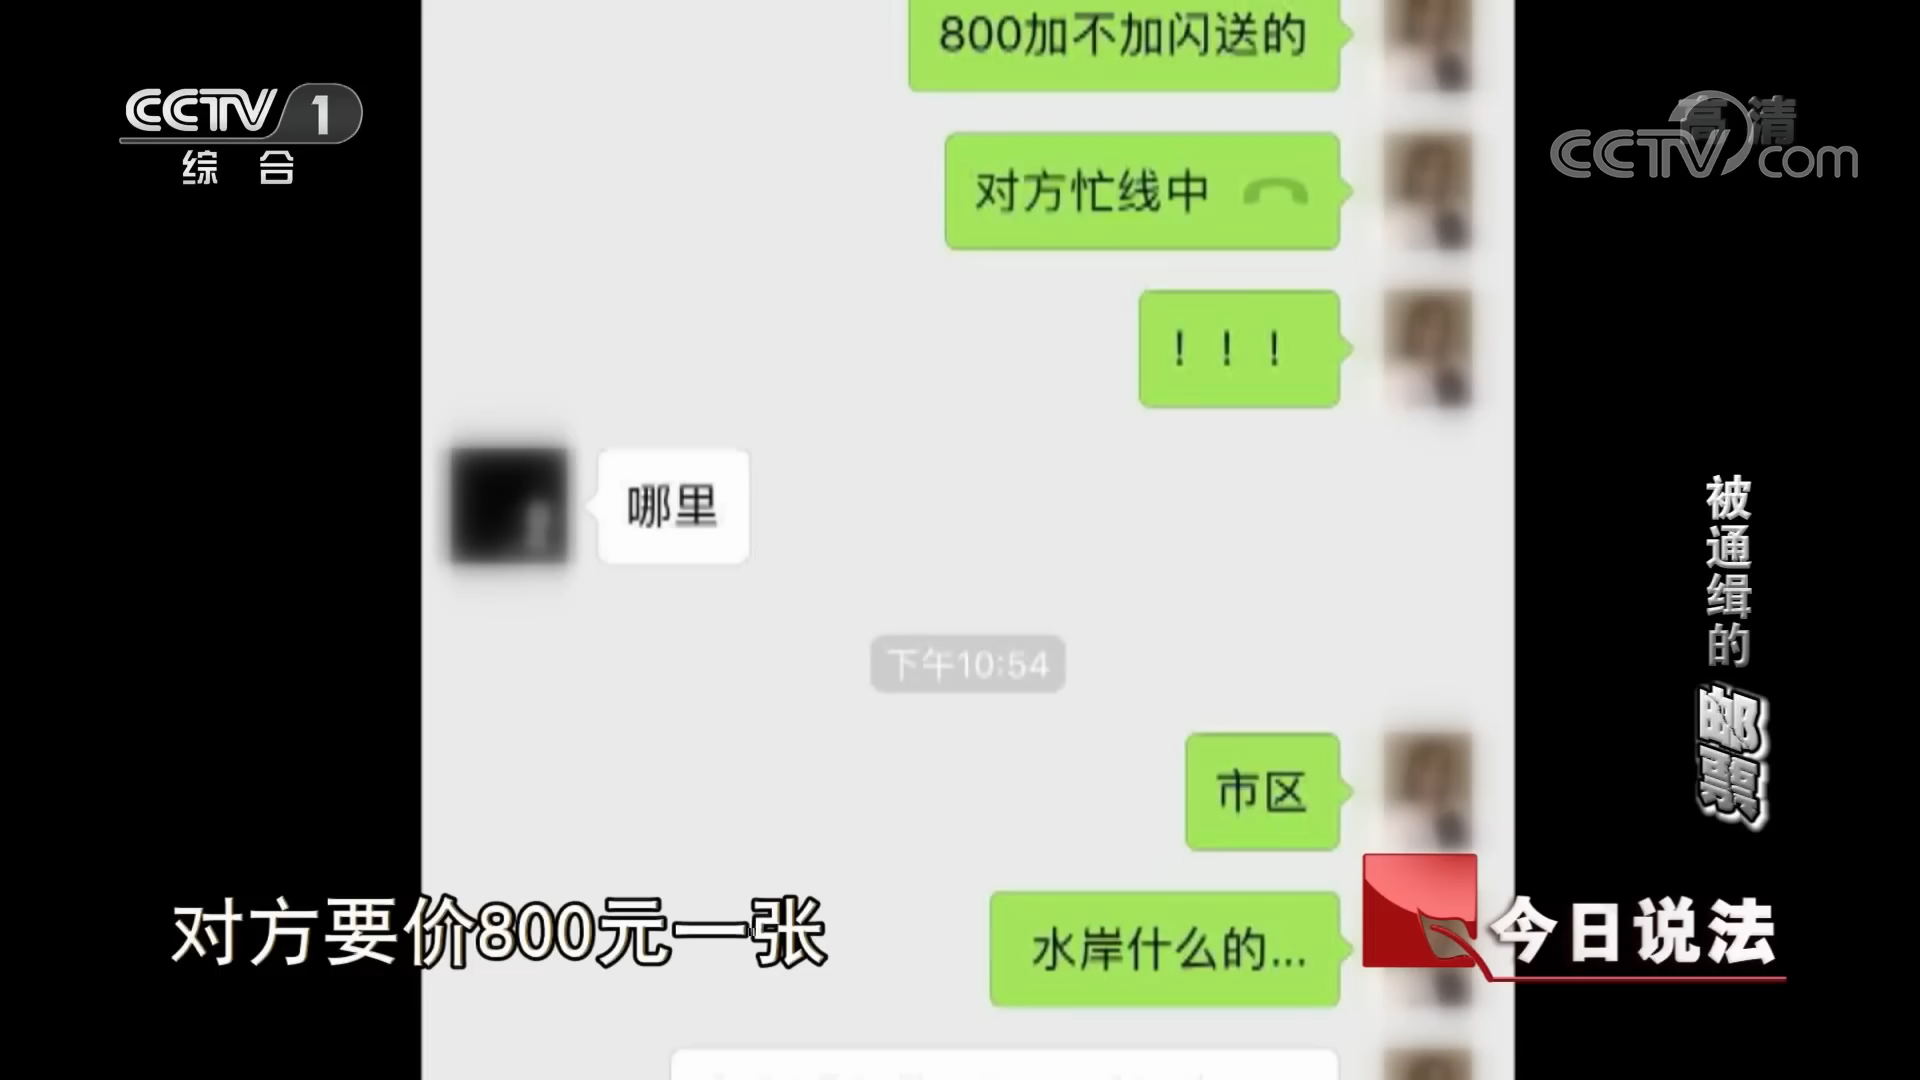 800加不加闪送的
CCTV 1
综合
高清
CCTV.com
对方忙线中
！！！
哪里
下午10:54
市区
水岸什么的...
被通缉的
邮票
对方要价800元一张
今日说法